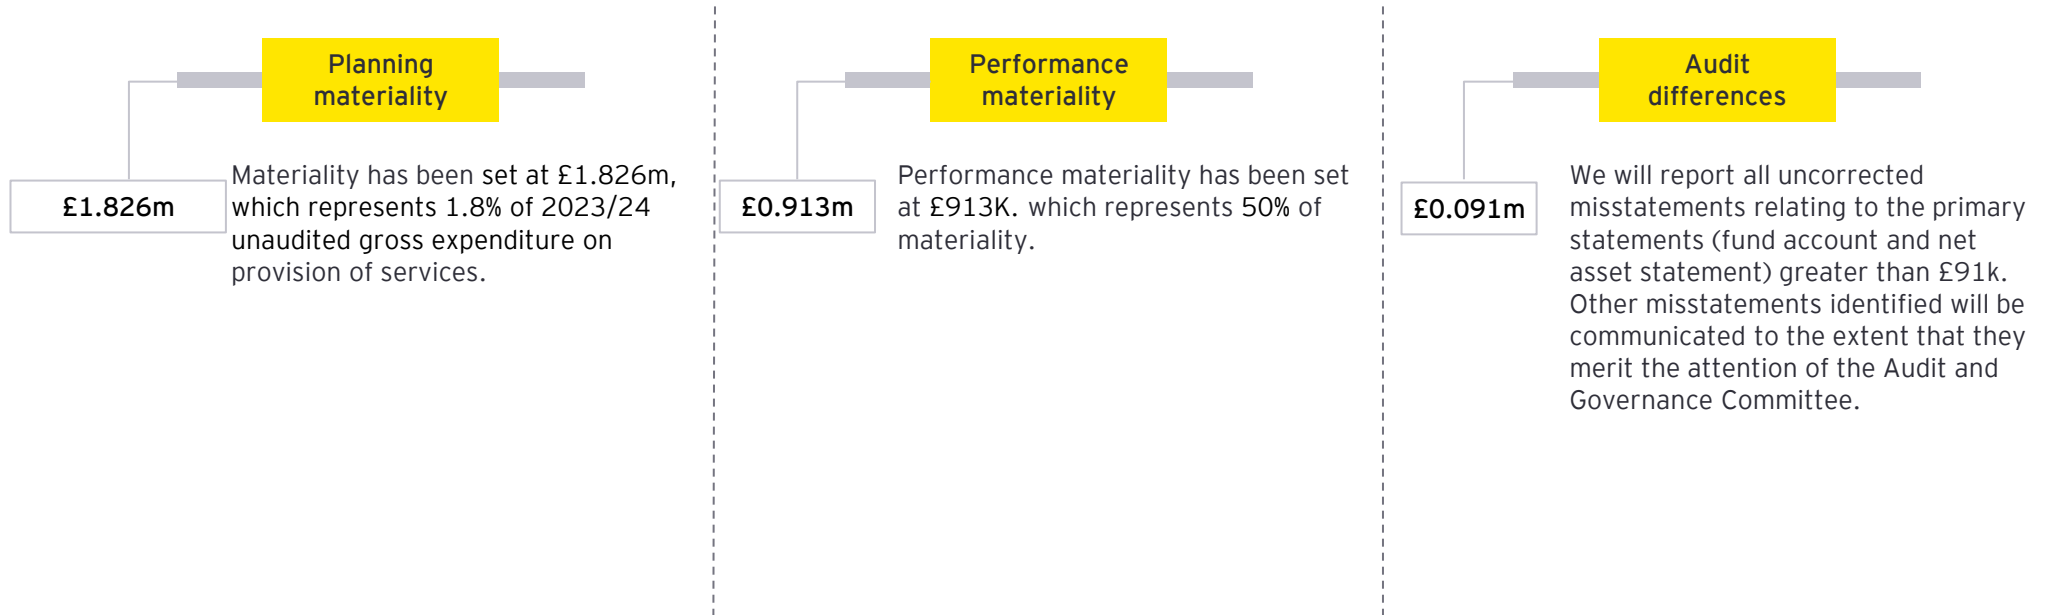 Planning
materiality
£1.826m
Materiality has been set at £1.826m,
which represents 1.8% of 2023/24
unaudited gross expenditure on
provision of services.
Performance
materiality
£0.913m
Performance materiality has been set
at £913K. which represents 50% of
materiality.
Audit
differences
£0.091m
We will report all uncorrected
misstatements relating to the primary
statements (fund account and net
asset statement) greater than £91k.
Other misstatements identified will be
communicated to the extent that they
merit the attention of the Audit and
Governance Committee.